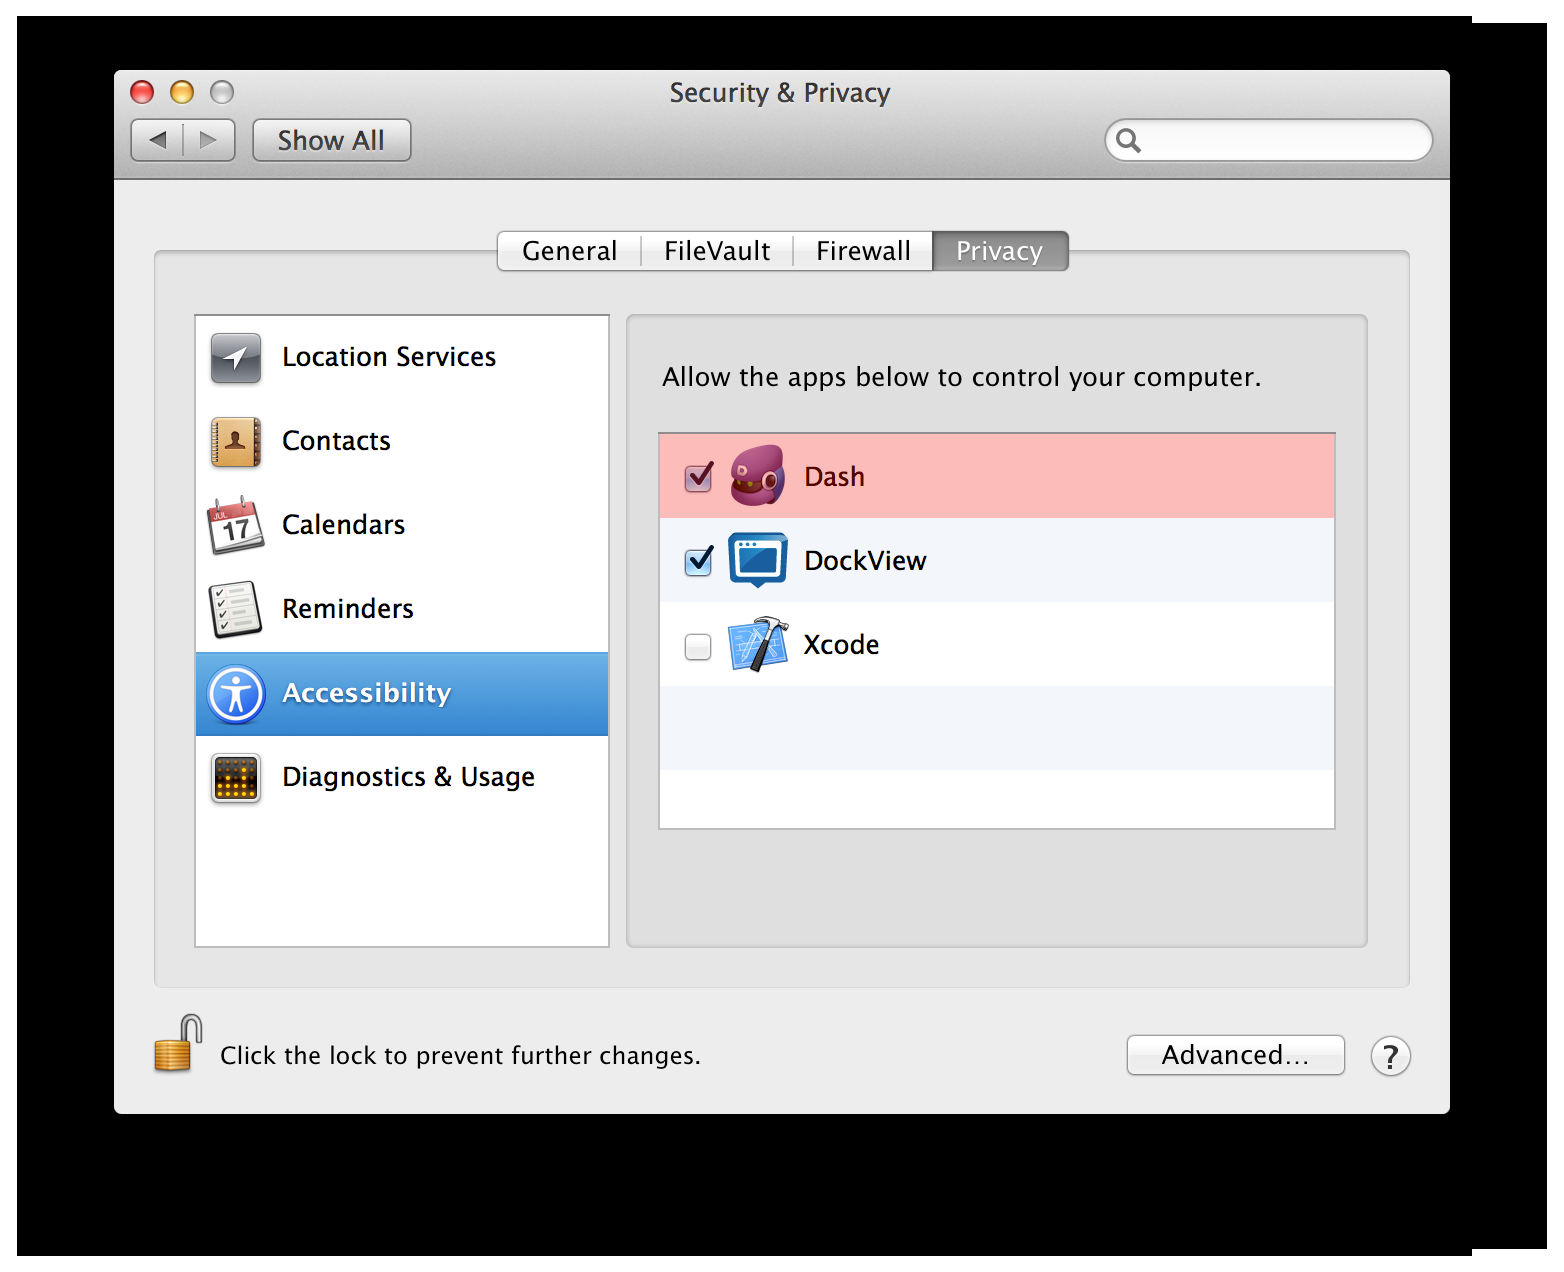 Security & Privacy
Show All
General FileVault Firewall Privacy
Location Services
Contacts
JUL
17
Calendars
Reminders
Accessibility
Diagnostics & Usage
Allow the apps below to control your computer.
Dash
DockView
Xcode
Click the lock to prevent further changes.
Advanced...
?